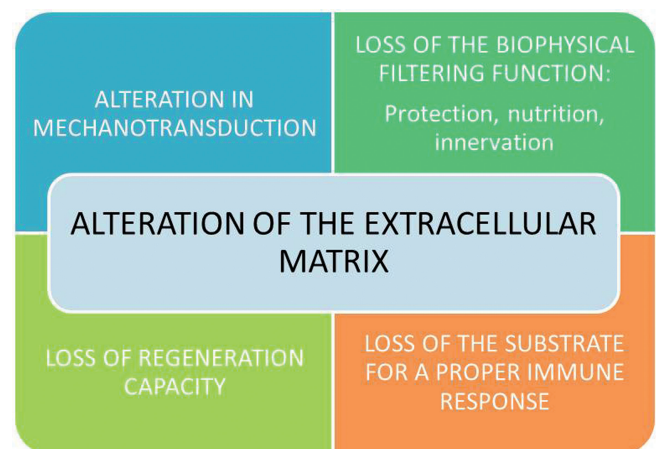 ALTERATION IN
MECHANOTRANSDUCTION
LOSS OF THE BIOPHYSICAL
FILTERING FUNCTION:
Protection, nutrition,
innervation
ALTERATION OF THE EXTRACELLULAR
MATRIX
LOSS OF REGENERATION
CAPACITY
LOSS OF THE SUBSTRATE
FOR A PROPER IMMUNE
RESPONSE